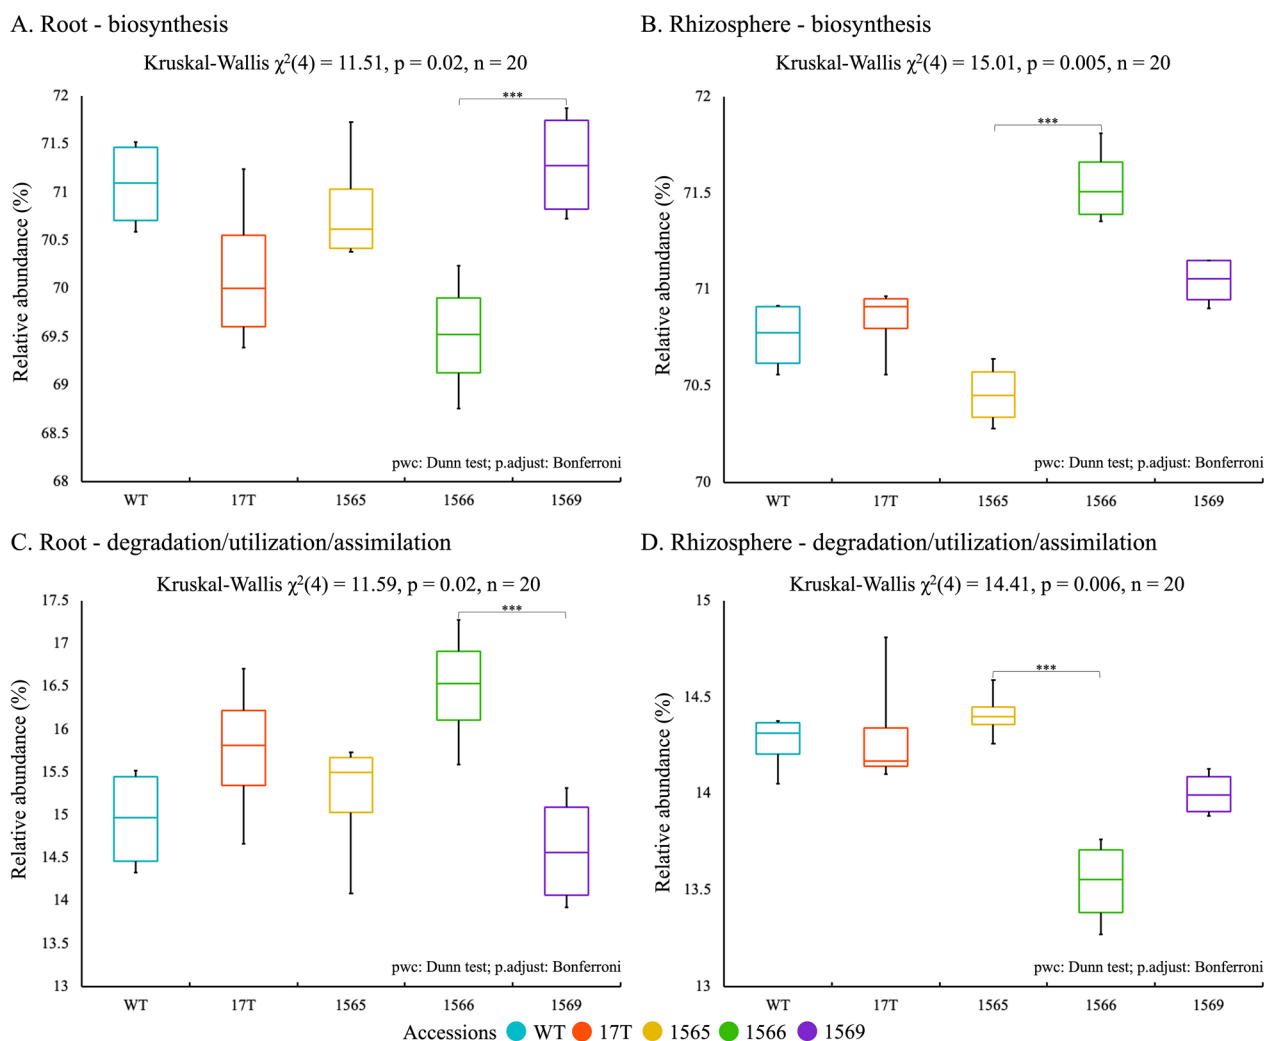 A. Root - biosynthesis
Kruskal-Wallis χ²(4) = 11.51, p = 0.02, n = 20
Relative abundance (%)
72
71.5
71
70.5
70
69.5
69
68.5
68
***
pwc: Dunn test; p.adjust: Bonferroni
WT 17T 1565 1566 1569
B. Rhizosphere - biosynthesis
Kruskal-Wallis χ²(4) = 15.01, p = 0.005, n = 20
Relative abundance (%)
72
71.5
71
70.5
70
***
pwc: Dunn test; p.adjust: Bonferroni
WT 17T 1565 1566 1569
C. Root - degradation/utilization/assimilation
Kruskal-Wallis χ²(4) = 11.59, p = 0.02, n = 20
Relative abundance (%)
17.5
17
16.5
16
15.5
15
14.5
14
13.5
13
***
pwc: Dunn test; p.adjust: Bonferroni
WT 17T 1565 1566 1569
D. Rhizosphere - degradation/utilization/assimilation
Kruskal-Wallis χ²(4) = 14.41, p = 0.006, n = 20
Relative abundance (%)
15
14.5
14
13.5
13
***
pwc: Dunn test; p.adjust: Bonferroni
WT 17T 1565 1566 1569
Accessions WT 17T 1565 1566 1569